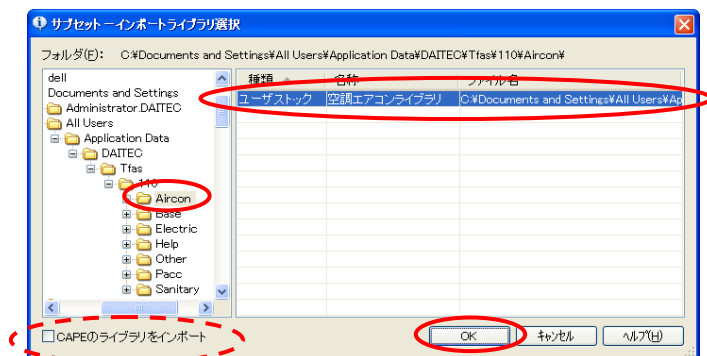 サブセット－インポートライブラリ選択
フォルダ(F)： C:¥Documents and Settings¥All Users¥Application Data¥DAITEC¥Tfas¥110¥Aircon¥
dell
Documents and Settings
Administrator.DAITEC
All Users
Application Data
DAITEC
Tfas
110
Aircon
Base
Electric
Help
Other
Pacc
Sanitary
種類 名称 ファイル名
ユーザストック 空調エアコンライブラリ C:¥Documents and Settings¥All Users¥Ap
CAPEのライブラリをインポート
OK キャンセル ヘルプ(H)